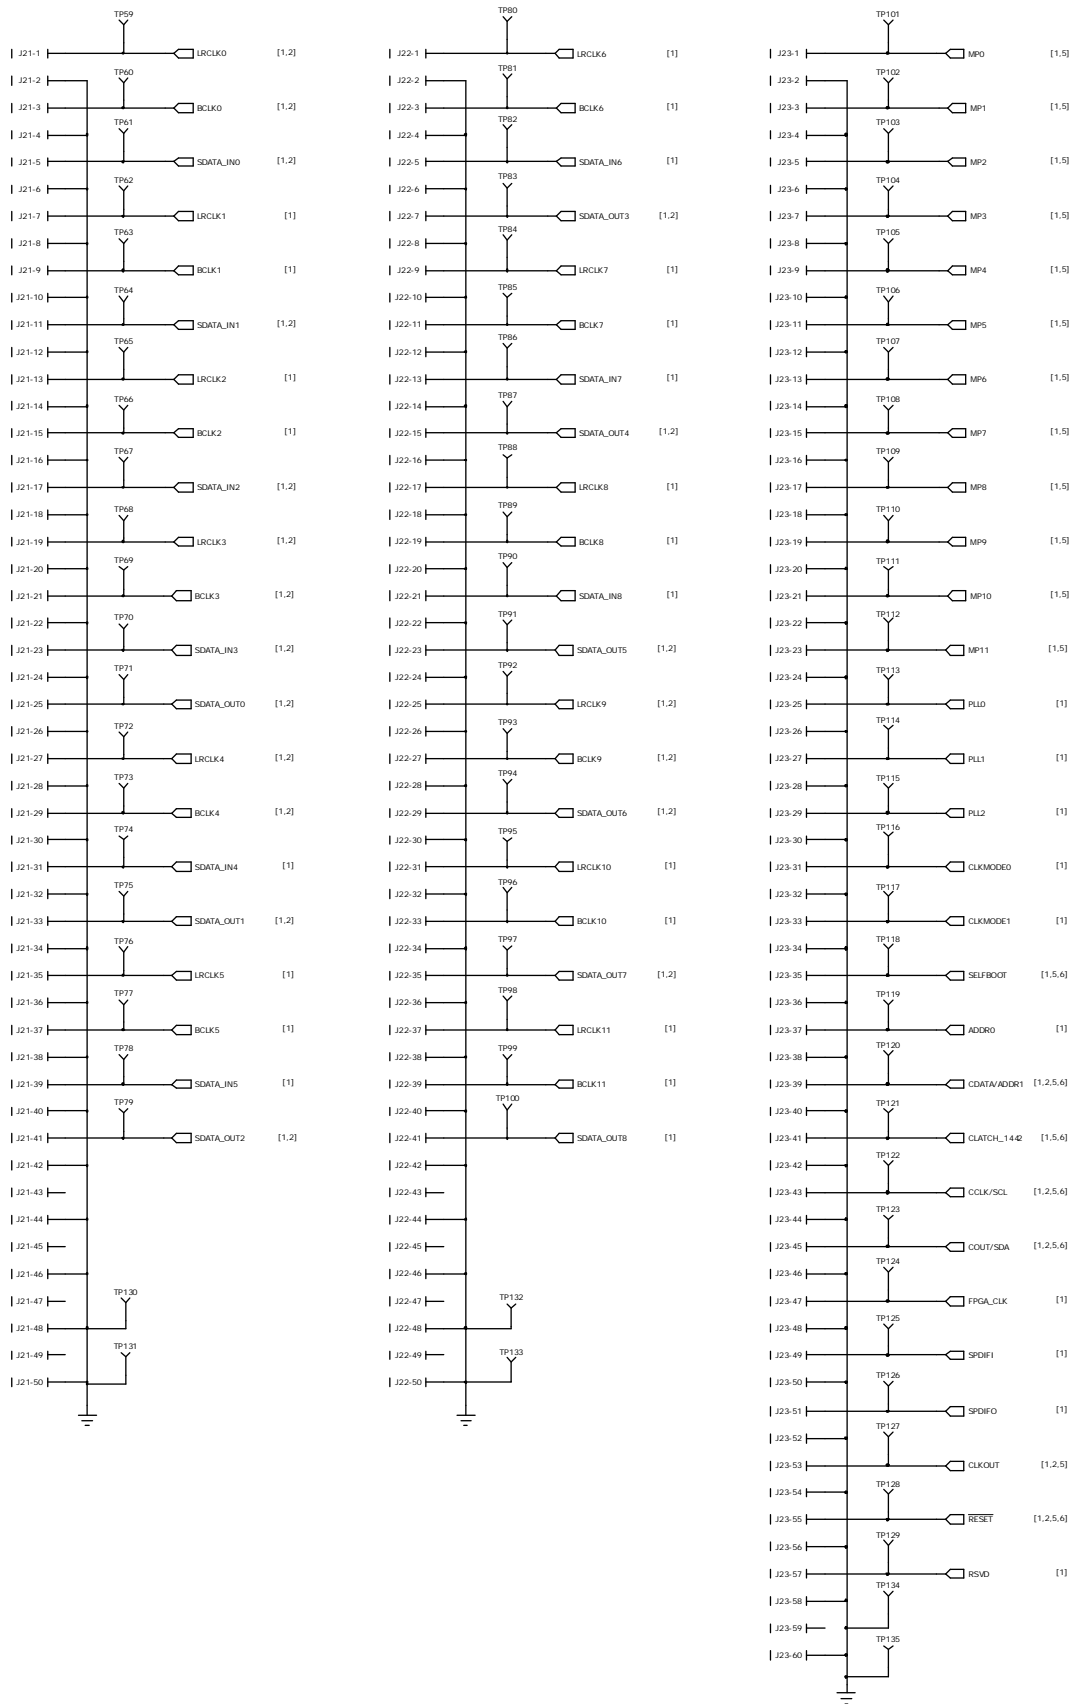 TP59
J21-1 LRCLK0 [1,2]
J21-2 TP60
J21-3 BCLK0 [1,2]
J21-4 TP61
J21-5 SDATA_IN0 [1,2]
J21-6 TP62
J21-7 LRCLK1 [1]
J21-8 TP63
J21-9 BCLK1 [1]
J21-10 TP64
J21-11 SDATA_IN1 [1,2]
J21-12 TP65
J21-13 LRCLK2 [1]
J21-14 TP66
J21-15 BCLK2 [1]
J21-16 TP67
J21-17 SDATA_IN2 [1,2]
J21-18 TP68
J21-19 LRCLK3 [1,2]
J21-20 TP69
J21-21 BCLK3 [1,2]
J21-22 TP70
J21-23 SDATA_IN3 [1,2]
J21-24 TP71
J21-25 SDATA_OUT0 [1,2]
J21-26 TP72
J21-27 LRCLK4 [1,2]
J21-28 TP73
J21-29 BCLK4 [1,2]
J21-30 TP74
J21-31 SDATA_IN4 [1]
J21-32 TP75
J21-33 SDATA_OUT1 [1,2]
J21-34 TP76
J21-35 LRCLK5 [1]
J21-36 TP77
J21-37 BCLK5 [1]
J21-38 TP78
J21-39 SDATA_IN5 [1]
J21-40 TP79
J21-41 SDATA_OUT2 [1,2]
J21-42
J21-43
J21-44
J21-45
J21-46
J21-47 TP130
J21-48
J21-49 TP131
J21-50
TP80
J22-1 LRCLK6 [1]
J22-2 TP81
J22-3 BCLK6 [1]
J22-4 TP82
J22-5 SDATA_IN6 [1]
J22-6 TP83
J22-7 SDATA_OUT3 [1,2]
J22-8 TP84
J22-9 LRCLK7 [1]
J22-10 TP85
J22-11 BCLK7 [1]
J22-12 TP86
J22-13 SDATA_IN7 [1]
J22-14 TP87
J22-15 SDATA_OUT4 [1,2]
J22-16 TP88
J22-17 LRCLK8 [1]
J22-18 TP89
J22-19 BCLK8 [1]
J22-20 TP90
J22-21 SDATA_IN8 [1]
J22-22 TP91
J22-23 SDATA_OUT5 [1,2]
J22-24 TP92
J22-25 LRCLK9 [1,2]
J22-26 TP93
J22-27 BCLK9 [1,2]
J22-28 TP94
J22-29 SDATA_OUT6 [1,2]
J22-30 TP95
J22-31 LRCLK10 [1]
J22-32 TP96
J22-33 BCLK10 [1]
J22-34 TP97
J22-35 SDATA_OUT7 [1,2]
J22-36 TP98
J22-37 LRCLK11 [1]
J22-38 TP99
J22-39 BCLK11 [1]
J22-40 TP100
J22-41 SDATA_OUT8 [1]
J22-42
J22-43
J22-44
J22-45
J22-46
J22-47 TP132
J22-48
J22-49 TP133
J22-50
TP101
J23-1 MP0 [1,5]
J23-2 TP102
J23-3 MP1 [1,5]
J23-4 TP103
J23-5 MP2 [1,5]
J23-6 TP104
J23-7 MP3 [1,5]
J23-8 TP105
J23-9 MP4 [1,5]
J23-10 TP106
J23-11 MP5 [1,5]
J23-12 TP107
J23-13 MP6 [1,5]
J23-14 TP108
J23-15 MP7 [1,5]
J23-16 TP109
J23-17 MP8 [1,5]
J23-18 TP110
J23-19 MP9 [1,5]
J23-20 TP111
J23-21 MP10 [1,5]
J23-22 TP112
J23-23 MP11 [1,5]
J23-24 TP113
J23-25 PLL0 [1]
J23-26 TP114
J23-27 PLL1 [1]
J23-28 TP115
J23-29 PLL2 [1]
J23-30 TP116
J23-31 CLKMODE0 [1]
J23-32 TP117
J23-33 CLKMODE1 [1]
J23-34 TP118
J23-35 SELFBOOT [1,5,6]
J23-36 TP119
J23-37 ADDR0 [1]
J23-38 TP120
J23-39 CDATA/ADDR1 [1,2,5,6]
J23-40 TP121
J23-41 CLATCH_1442 [1,5,6]
J23-42 TP122
J23-43 CCLK/SCL [1,2,5,6]
J23-44 TP123
J23-45 COUT/SDA [1,2,5,6]
J23-46 TP124
J23-47 FPGA_CLK [1]
J23-48 TP125
J23-49 SPDIFI [1]
J23-50 TP126
J23-51 SPDIFO [1]
J23-52 TP127
J23-53 CLKOUT [1,2,5]
J23-54 TP128
J23-55 RESET [1,2,5,6]
J23-56 TP129
J23-57 RSVD [1]
J23-58 TP134
J23-59
J23-60 TP135